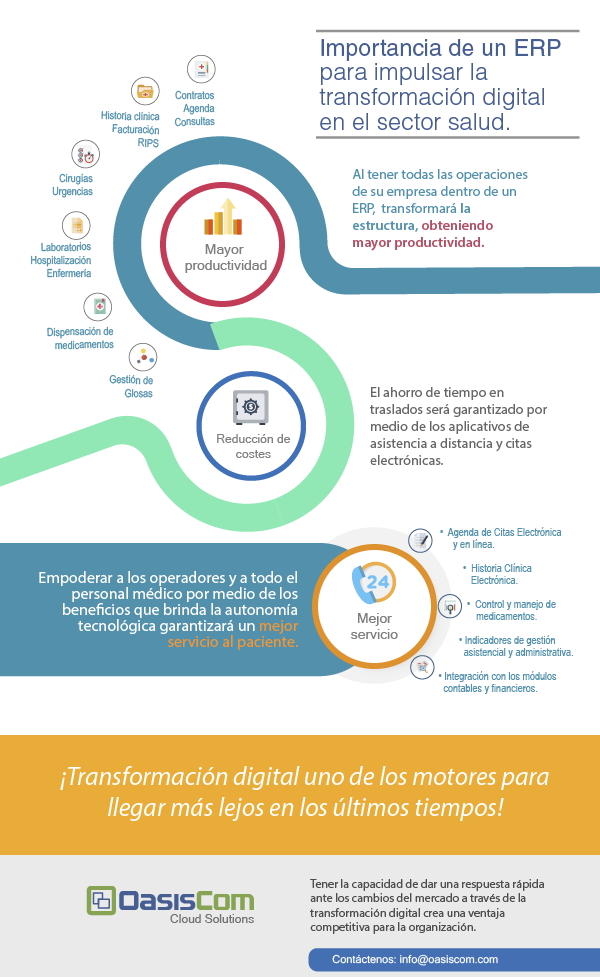 Importancia de un ERP
para impulsar la
transformación digital
en el sector salud.
Al tener todas las operaciones
de su empresa dentro de un
ERP, transformará la
estructura, obteniendo
mayor productividad.
Contratos
Agenda
Consultas
Historia clínica
Facturación
RIPS
Cirugías
Urgencias
Laboratorios
Hospitalización
Enfermería
Dispensación de
medicamentos
Gestión de
Glosas
Mayor
productividad
Reducción de
costes
El ahorro de tiempo en
traslados será garantizado por
medio de los aplicativos de
asistencia a distancia y citas
electrónicas.
Empoderar a los operadores y a todo el
personal médico por medio de los
beneficios que brinda la autonomía
tecnológica garantizará un mejor
servicio al paciente.
24
Mejor
servicio
• Agenda de Citas Electrónica
y en línea.
• Historia Clínica
Electrónica.
• Control y manejo de
medicamentos.
• Indicadores de gestión
asistencial y administrativa.
• Integración con los módulos
contables y financieros.
¡Transformación digital uno de los motores para
llegar más lejos en los últimos tiempos!
OasisCom
Cloud Solutions
Tener la capacidad de dar una respuesta rápida
ante los cambios del mercado a través de la
transformación digital crea una ventaja
competitiva para la organización.
Contáctenos: info@oasiscom.com